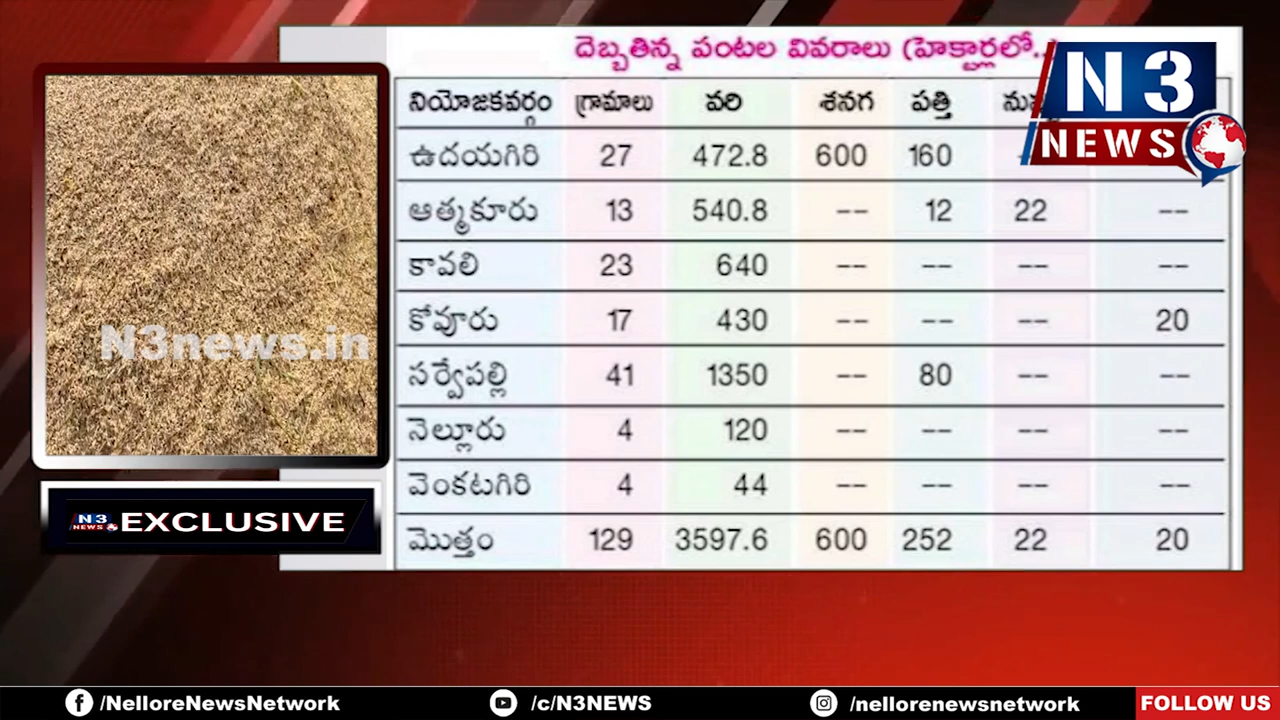 దెబ్బతిన్న పంటల వివరాలు (హెక్టార్లలో..)
N3
NEWS
నియోజకవర్గం గ్రామాలు వరి శనగ పత్తి
ఉదయగిరి 27 472.8 600 160
ఆత్మకూరు 13 540.8 -- 12 22 --
కావలి 23 640 -- -- -- --
కోవూరు 17 430 -- -- -- 20
సర్వేపల్లి 41 1350 -- 80 -- --
నెల్లూరు 4 120 -- -- -- --
వెంకటగిరి 4 44 -- -- -- --
మొత్తం 129 3597.6 600 252 22 20
N3news.in
N3 NEWS EXCLUSIVE
/NelloreNewsNetwork /c/N3NEWS /nellorenewsnetwork FOLLOW US